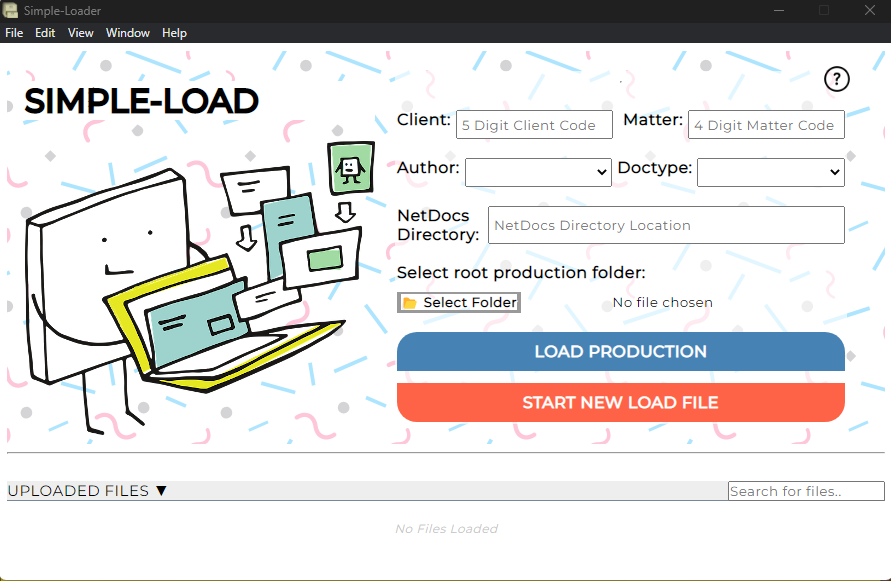 Simple-Loader
File Edit View Window Help
SIMPLE-LOAD
?
Client: 5 Digit Client Code Matter: 4 Digit Matter Code
Author: Doctype:
NetDocs
Directory: NetDocs Directory Location
Select root production folder:
Select Folder No file chosen
LOAD PRODUCTION
START NEW LOAD FILE
UPLOADED FILES ▼ Search for files..
No Files Loaded